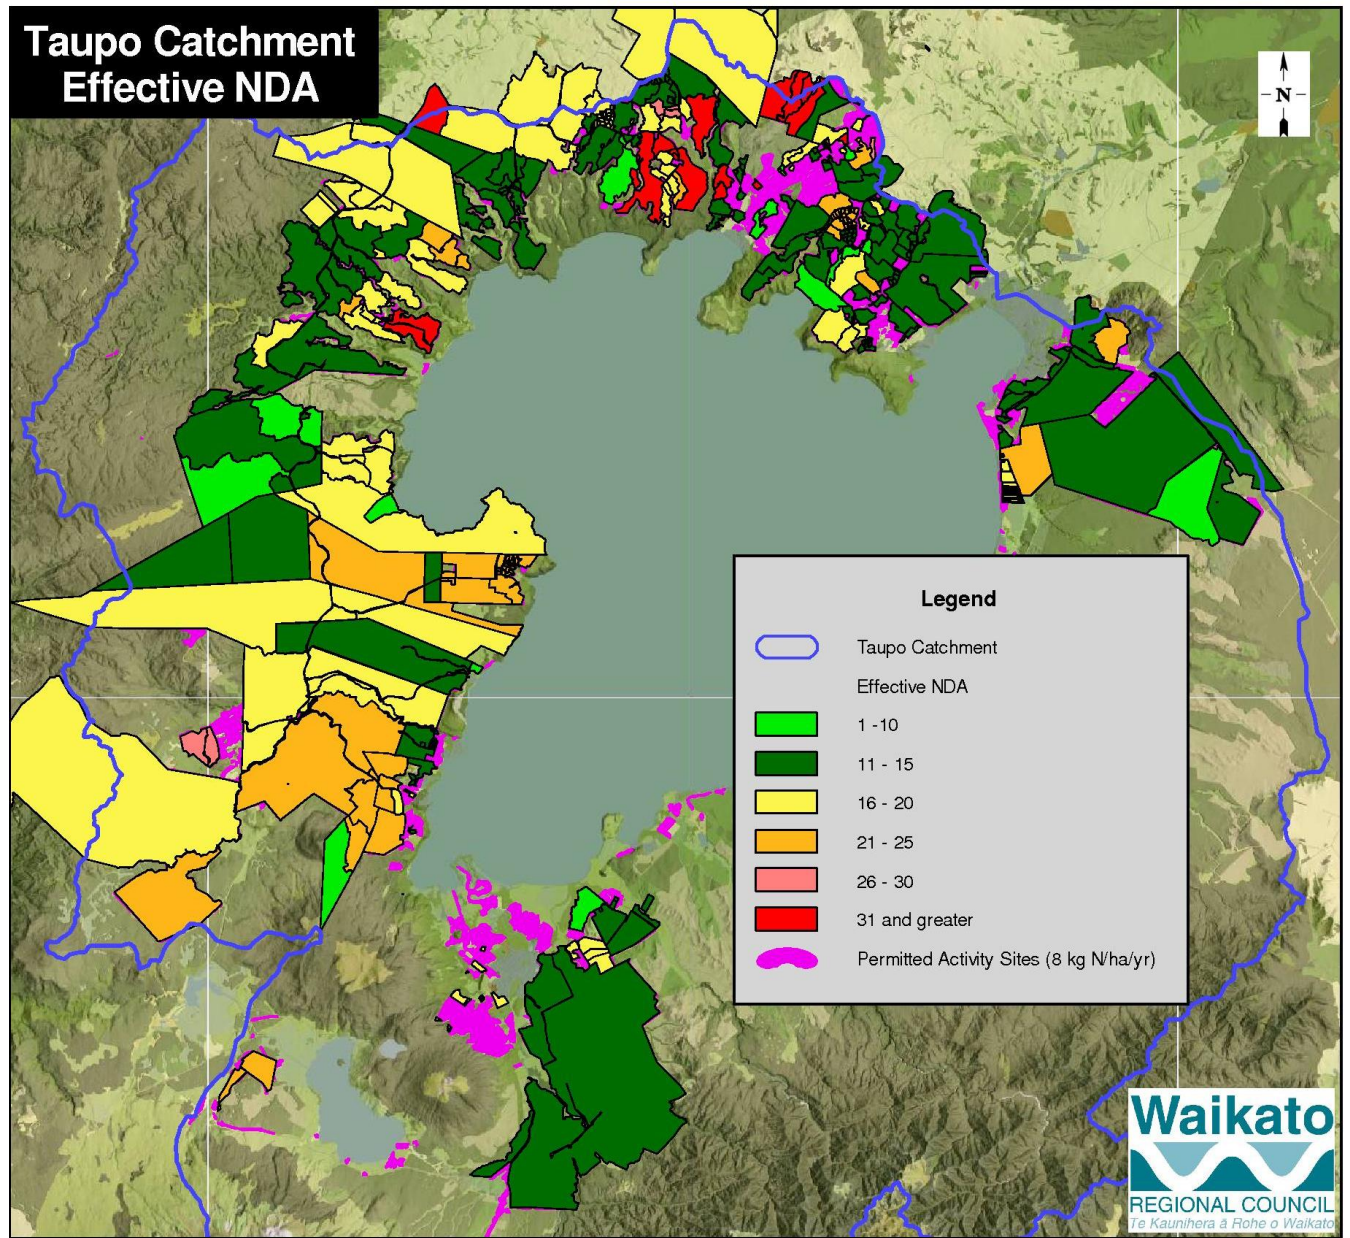 Taupo Catchment
Effective NDA
N
Legend
Taupo Catchment
Effective NDA
1 -10
11 - 15
16 - 20
21 - 25
26 - 30
31 and greater
Permitted Activity Sites (8 kg N/ha/yr)
Waikato
REGIONAL COUNCIL
Te Kaunihera ā Rohe o Waikato